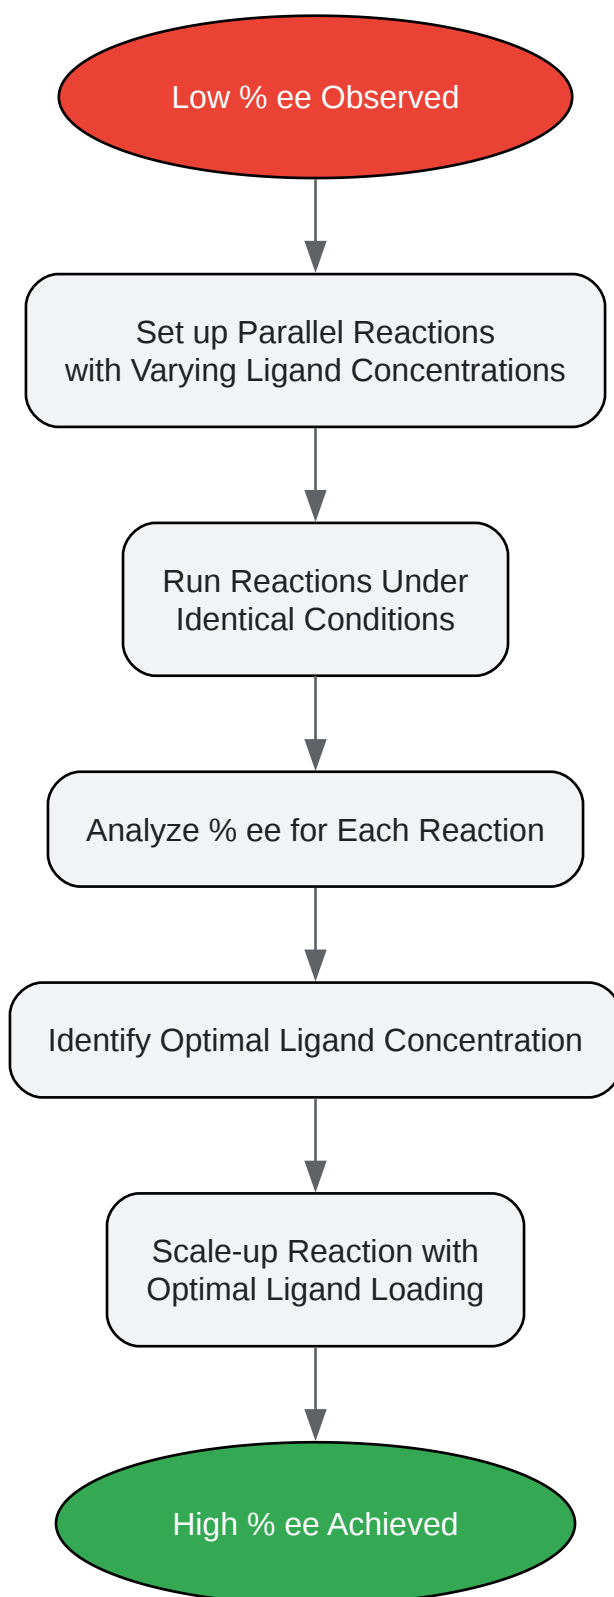 Low % ee Observed
Set up Parallel Reactions
with Varying Ligand Concentrations
Run Reactions Under
Identical Conditions
Analyze % ee for Each Reaction
Identify Optimal Ligand Concentration
Scale-up Reaction with
Optimal Ligand Loading
High % ee Achieved